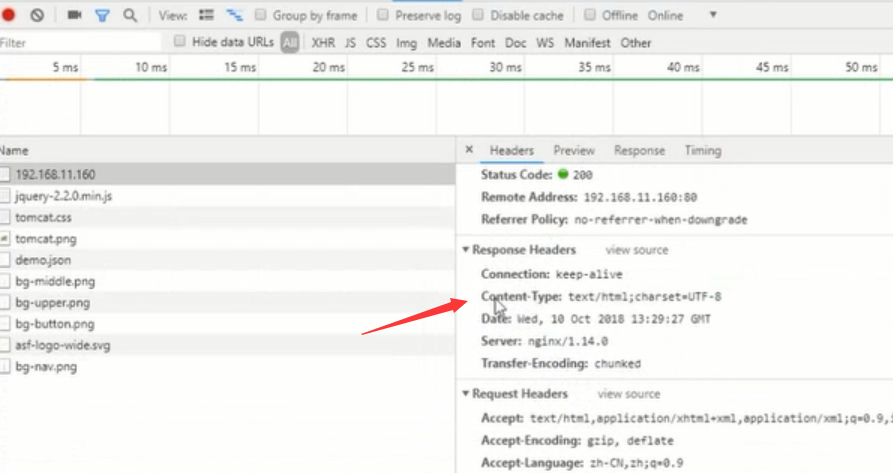 View: Group by frame Preserve log Disable cache Offline Online
Filter Hide data URLs All XHR JS CSS Img Media Font Doc WS Manifest Other
5 ms 10 ms 15 ms 20 ms 25 ms 30 ms 35 ms 40 ms 45 ms 50 ms
Name
192.168.11.160
jquery-2.2.0.min.js
tomcat.css
tomcat.png
demo.json
bg-middle.png
bg-upper.png
bg-button.png
asf-logo-wide.svg
bg-nav.png
× Headers Preview Response Timing
Status Code: 200
Remote Address: 192.168.11.160:80
Referrer Policy: no-referrer-when-downgrade
Response Headers view source
Connection: keep-alive
Content-Type: text/html;charset=UTF-8
Date: Wed, 10 Oct 2018 13:29:27 GMT
Server: nginx/1.14.0
Transfer-Encoding: chunked
Request Headers view source
Accept: text/html,application/xhtml+xml,application/xml;q=0.9,
Accept-Encoding: gzip, deflate
Accept-Language: zh-CN,zh;q=0.9